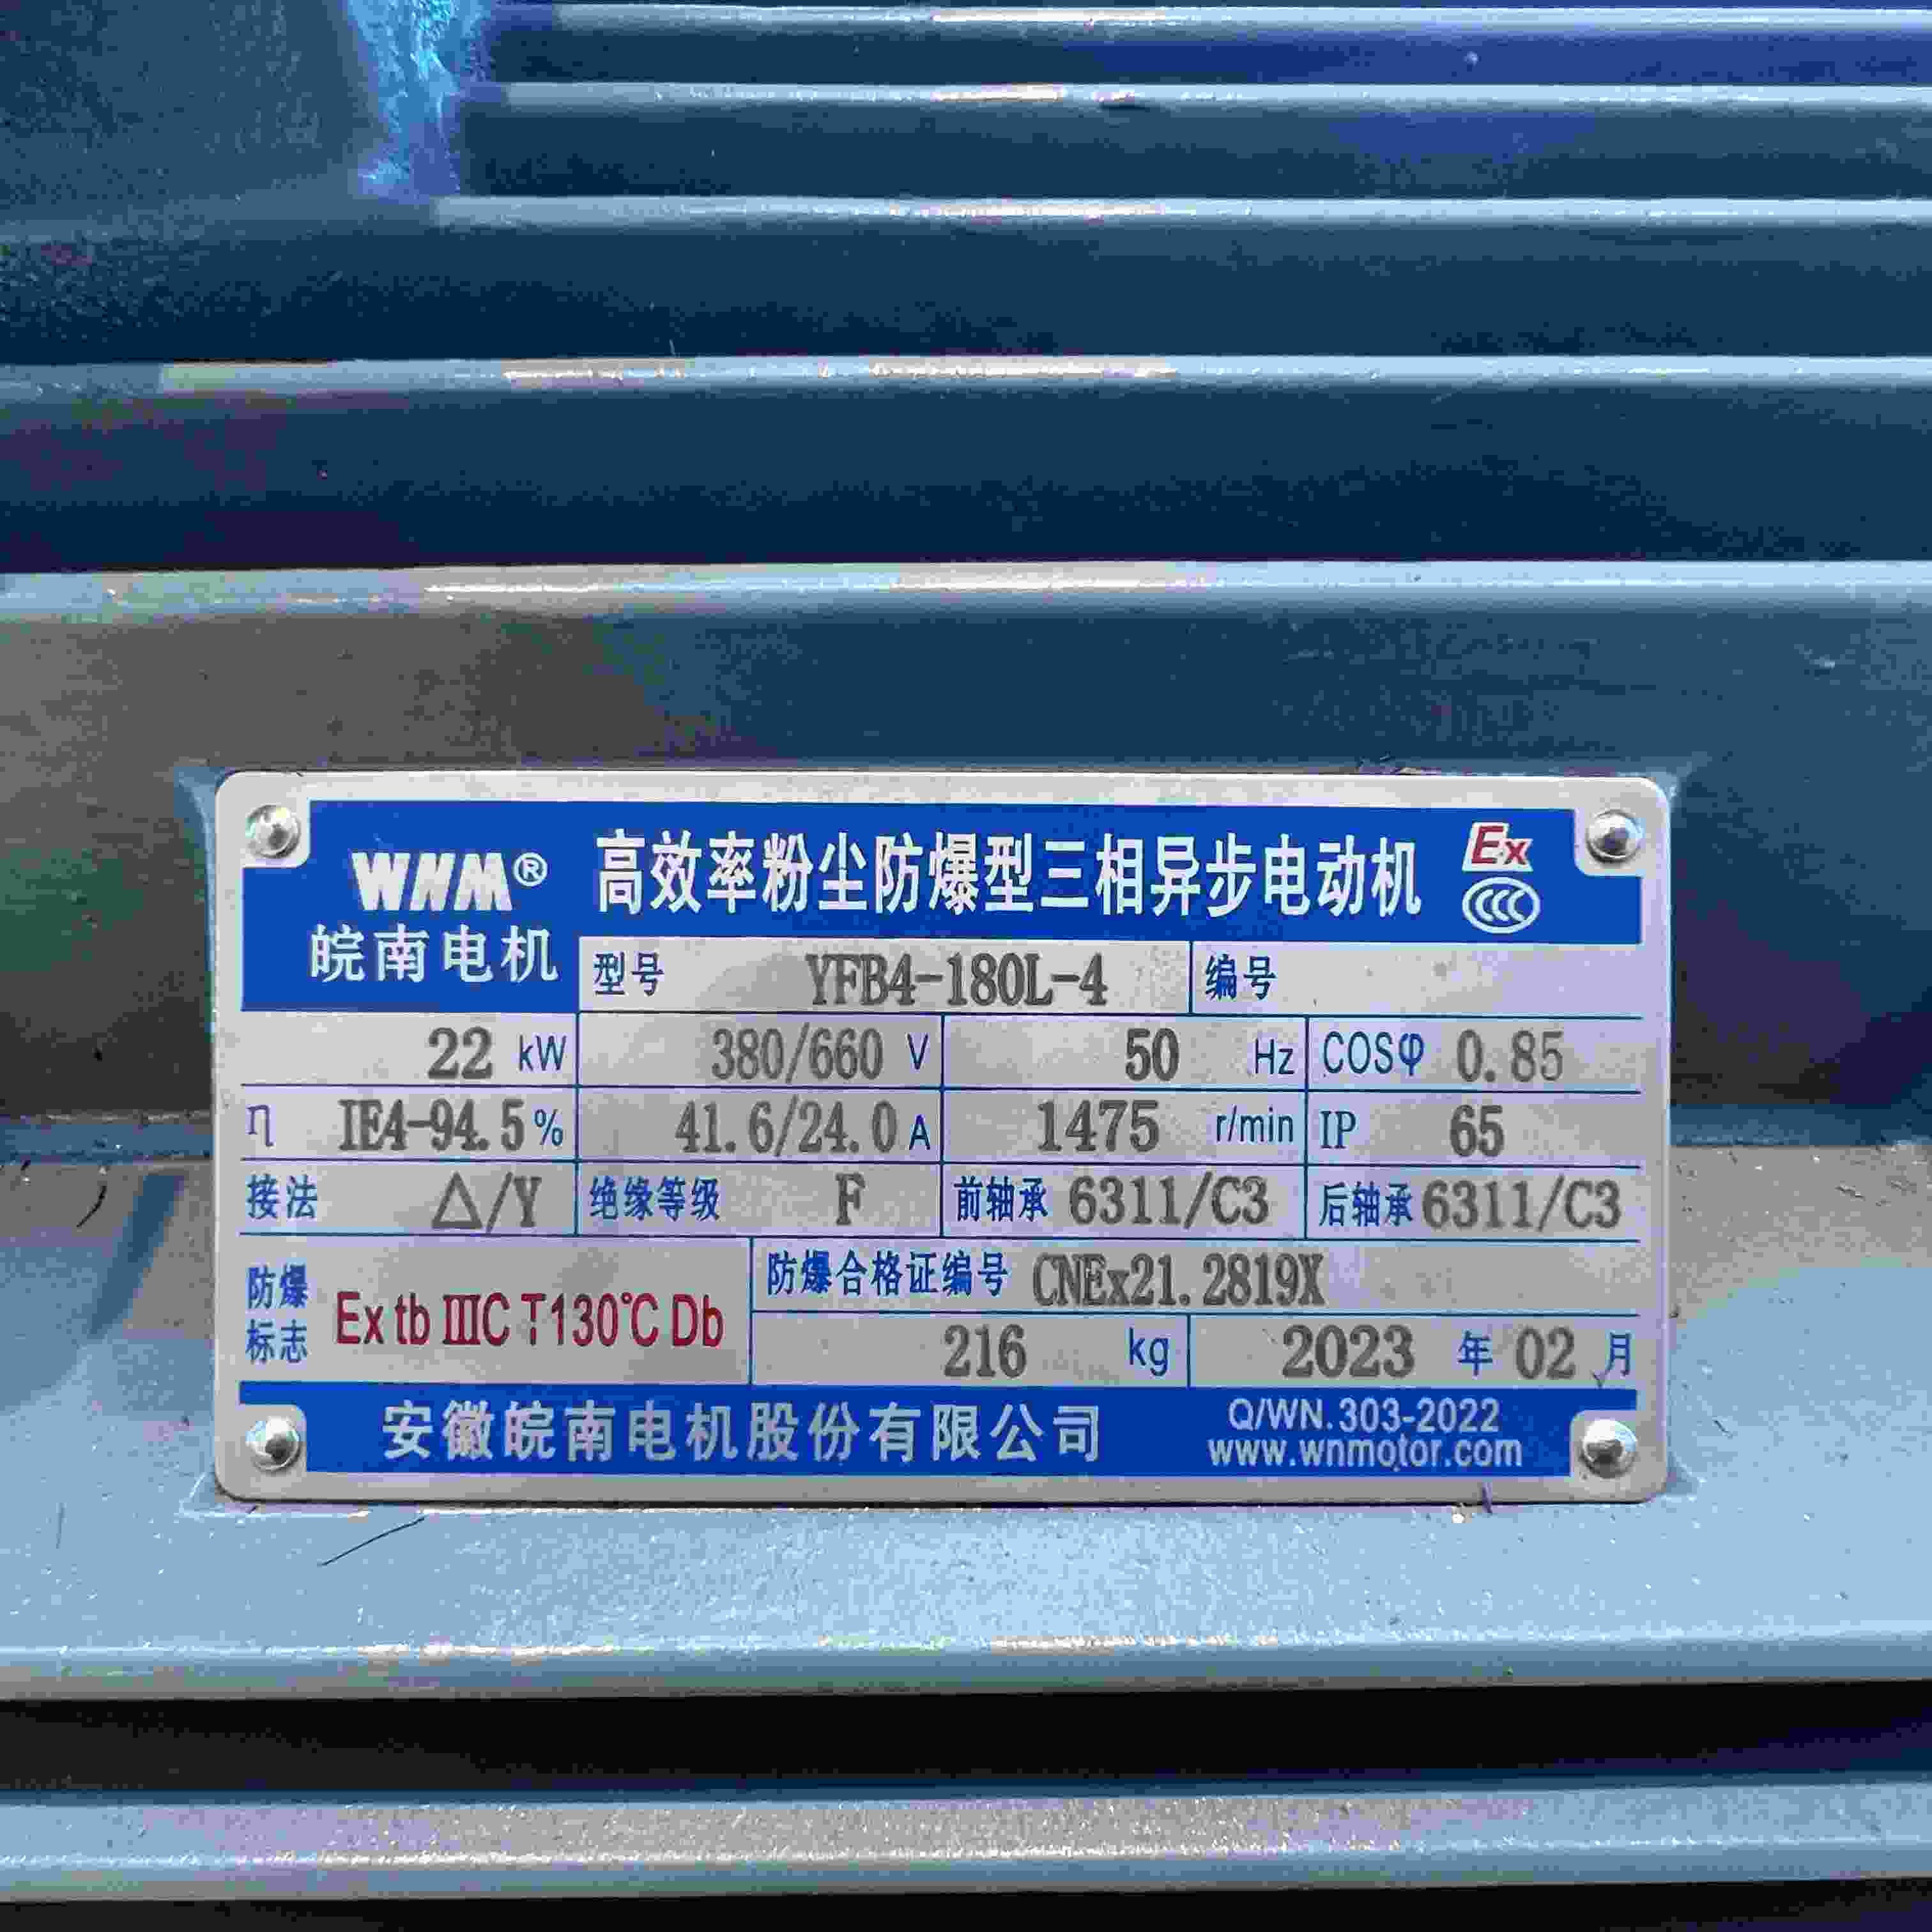 WNM® 高效率粉尘防爆型三相异步电动机 Ex
皖南电机 CCC
型号 YFB4-180L-4 编号
22 kW 380/660 V 50 Hz COSφ 0.85
η IE4-94.5% 41.6/24.0 A 1475 r/min IP 65
接法 △/Y 绝缘等级 F 前轴承 6311/C3 后轴承 6311/C3
防爆标志 Ex tb ⅢC T130℃ Db 防爆合格证编号 CNEx21.2819X
216 kg 2023 年 02 月
安徽皖南电机股份有限公司 Q/WN.303-2022
www.wnmotor.com